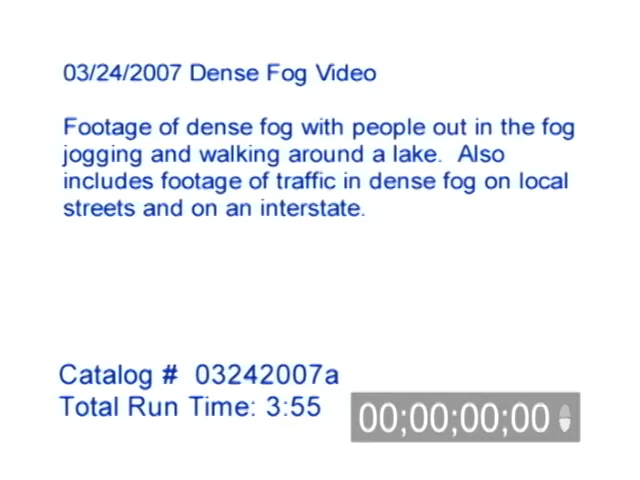 03/24/2007 Dense Fog Video
Footage of dense fog with people out in the fog
jogging and walking around a lake.  Also
includes footage of traffic in dense fog on local
streets and on an interstate.
Catalog #  03242007a
Total Run Time: 3:55
00;00;00;00